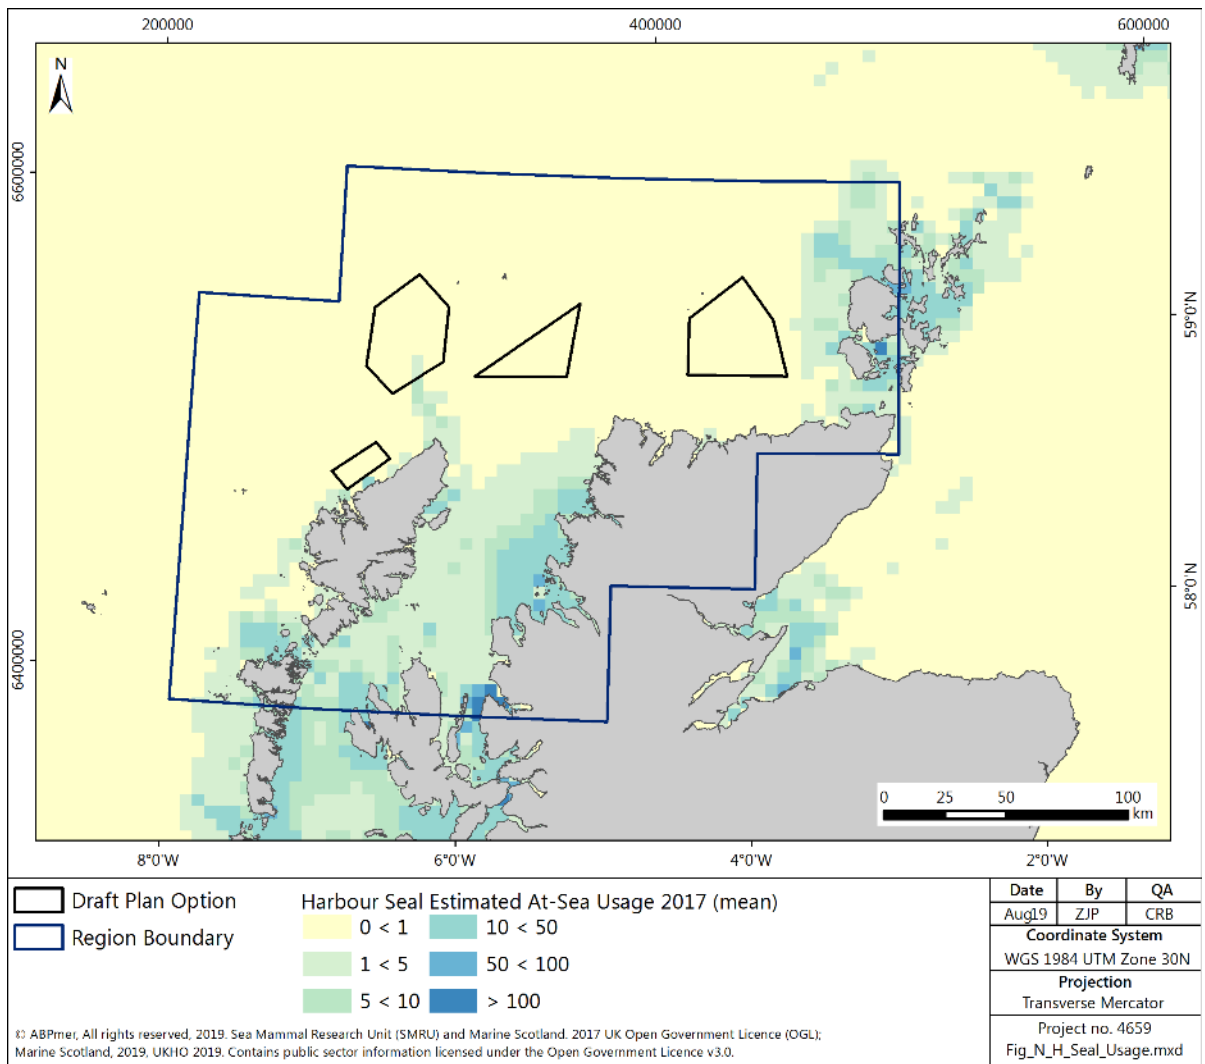 200000 400000 600000
N
6600000
59°0'N
58°0'N
6400000
0 25 50 100
km
8°0'W 6°0'W 4°0'W 2°0'W
Draft Plan Option
Region Boundary
Harbour Seal Estimated At-Sea Usage 2017 (mean)
0 < 1 10 < 50
1 < 5 50 < 100
5 < 10 > 100
Date By QA
Aug19 ZJP CRB
Coordinate System
WGS 1984 UTM Zone 30N
Projection
Transverse Mercator
Project no. 4659
Fig_N_H_Seal_Usage.mxd
© ABPmer, All rights reserved, 2019. Sea Mammal Research Unit (SMRU) and Marine Scotland. 2017 UK Open Government Licence (OGL);
Marine Scotland, 2019, UKHO 2019. Contains public sector information licensed under the Open Government Licence v3.0.